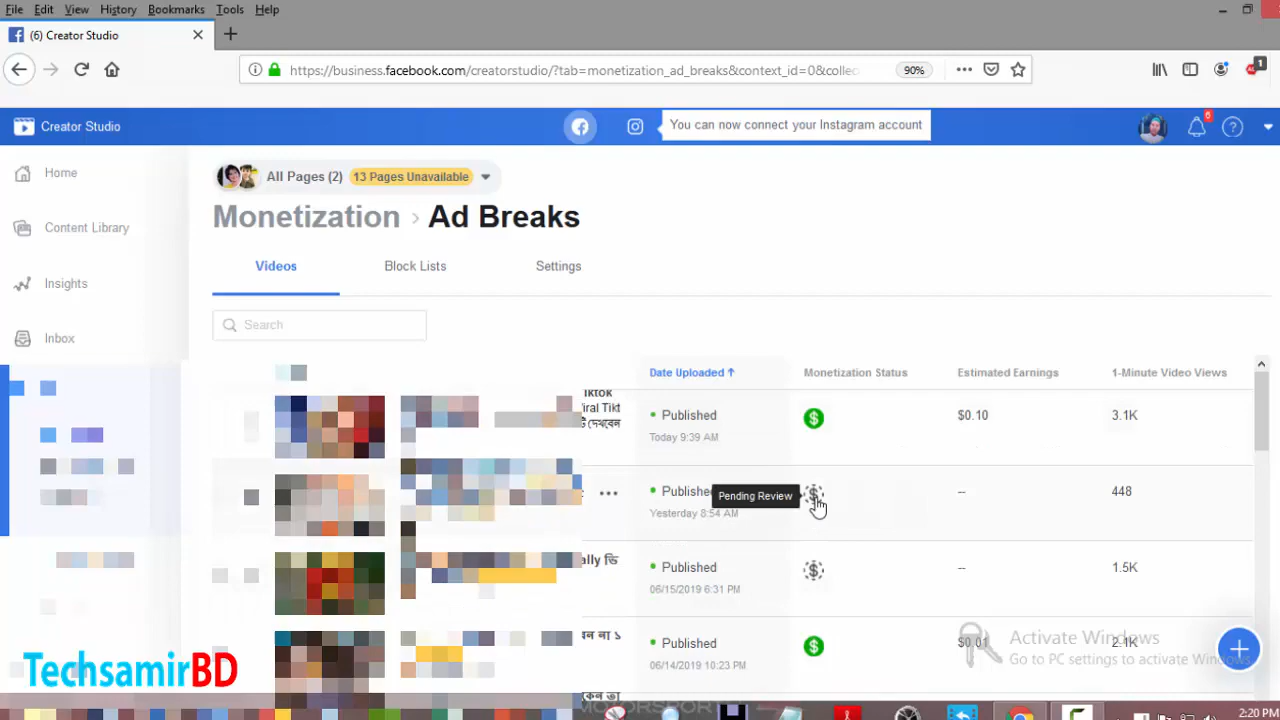 File Edit View History Bookmarks Tools Help
(6) Creator Studio
https://business.facebook.com/creatorstudio/?tab=monetization_ad_breaks&context_id=0&collec
90%
1
Creator Studio
You can now connect your Instagram account
6
Home
Content Library
Insights
Inbox
All Pages (2) 13 Pages Unavailable
Monetization › Ad Breaks
Videos Block Lists Settings
Search
Date Uploaded ↑ Monetization Status Estimated Earnings 1-Minute Video Views
Published $0.10 3.1K
Today 9:39 AM
Pending Review
-- 448
Yesterday 8:54 AM
Published -- 1.5K
06/15/2019 6:31 PM
Published $0.01 2.4K
06/14/2019 10:23 PM
Activate Windows
Go to PC settings to activate Windows
TechsamirBD
2:20 PM